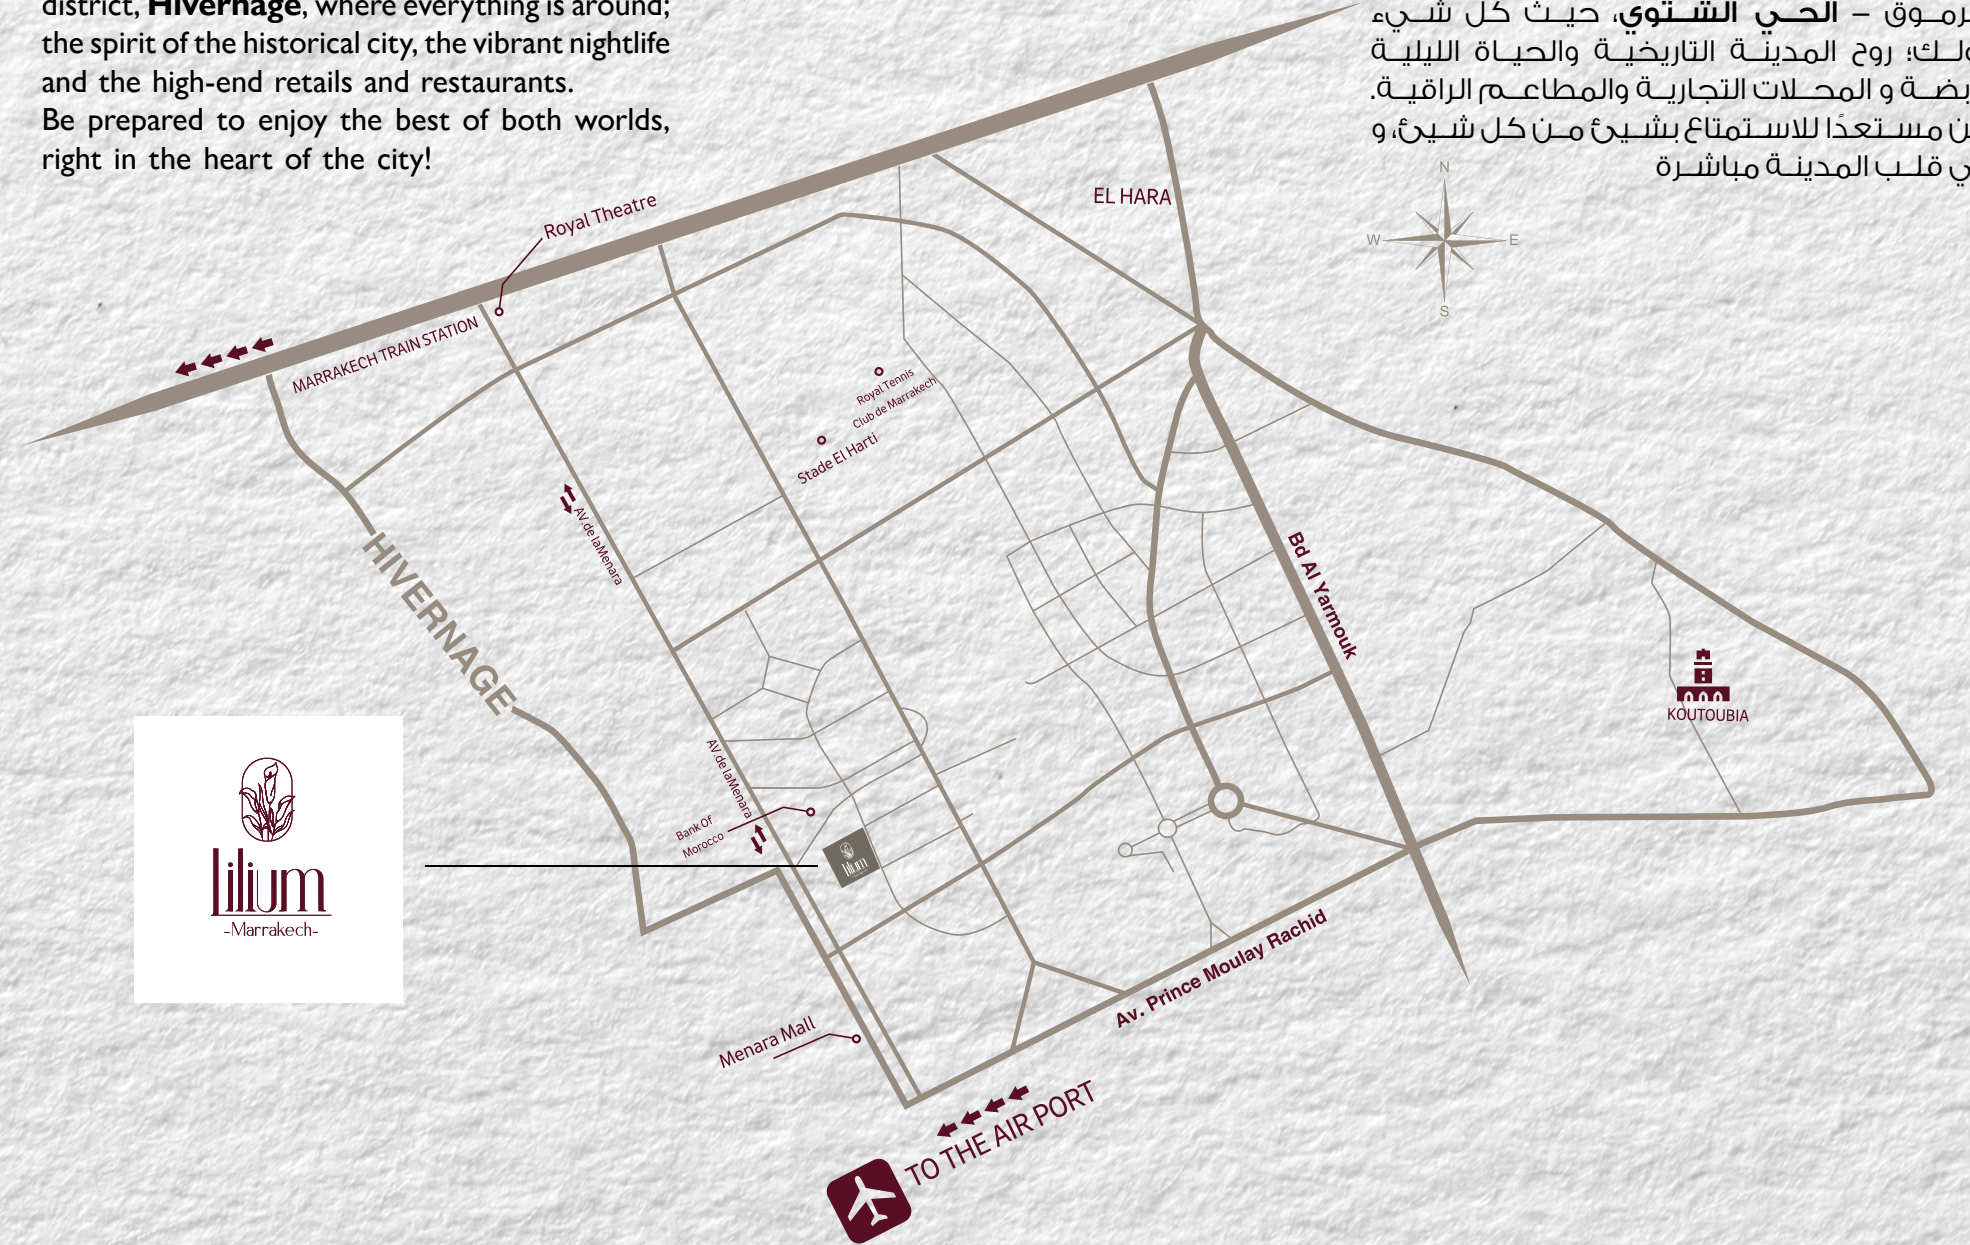 district, Hivernage, where everything is around;
the spirit of the historical city, the vibrant nightlife
and the high-end retails and restaurants.
Be prepared to enjoy the best of both worlds,
right in the heart of the city!
– الحي الشتوي، حيث كل شيء
روح المدينة التاريخية والحياة الليلية
و المحلات التجارية والمطاعم الراقية.
مستعدًا للاستمتاع بشيئ من كل شيئ، و
قلب المدينة مباشرة
N
W
E
S
EL HARA
Royal Theatre
MARRAKECH TRAIN STATION
Royal Tennis
Club de Marrakech
Stade El Harti
AV.de laMenara
HIVERNAGE
Bd Al Yarmouk
KOUTOUBIA
AV.de laMenara
Bank Of
Morocco
lilium
lilium
-Marrakech-
Av. Prince Moulay Rachid
Menara Mall
TO THE AIR PORT